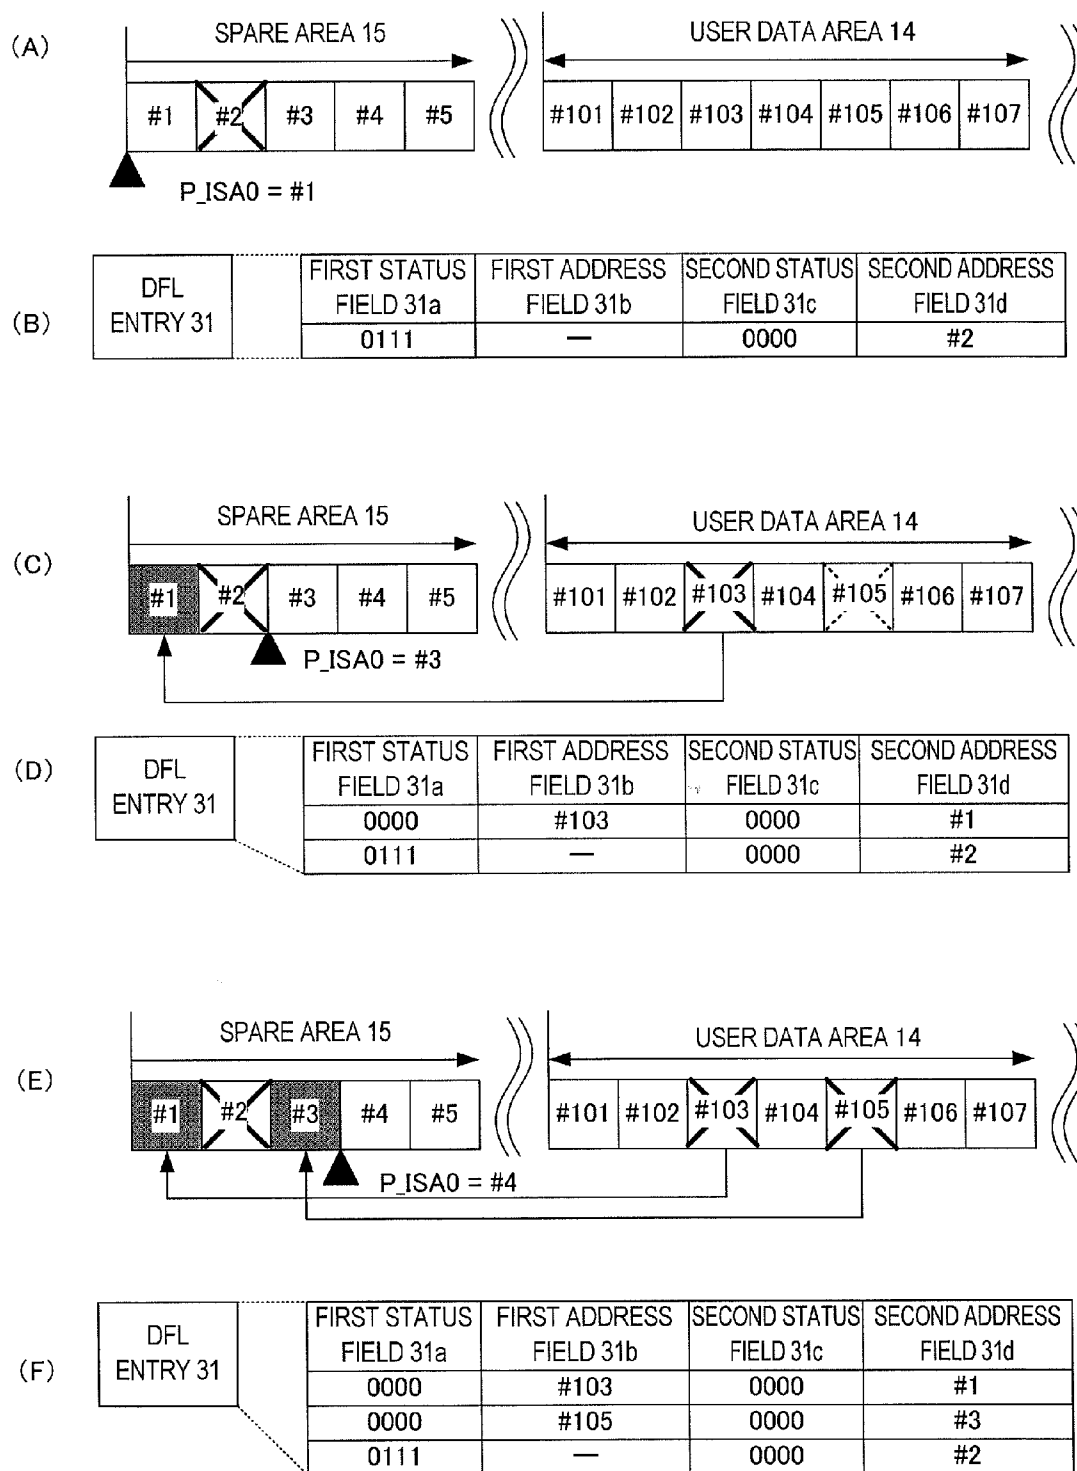 (A)
SPARE AREA 15
USER DATA AREA 14
#1 #2 #3 #4 #5 #101 #102 #103 #104 #105 #106 #107
P_ISA0 = #1
(B)
DFL
ENTRY 31
FIRST STATUS FIRST ADDRESS SECOND STATUS SECOND ADDRESS
FIELD 31a FIELD 31b FIELD 31c FIELD 31d
0111 — 0000 #2
(C)
SPARE AREA 15
USER DATA AREA 14
#1 #2 #3 #4 #5 #101 #102 #103 #104 #105 #106 #107
P_ISA0 = #3
(D)
DFL
ENTRY 31
FIRST STATUS FIRST ADDRESS SECOND STATUS SECOND ADDRESS
FIELD 31a FIELD 31b FIELD 31c FIELD 31d
0000 #103 0000 #1
0111 — 0000 #2
(E)
SPARE AREA 15
USER DATA AREA 14
#1 #2 #3 #4 #5 #101 #102 #103 #104 #105 #106 #107
P_ISA0 = #4
(F)
DFL
ENTRY 31
FIRST STATUS FIRST ADDRESS SECOND STATUS SECOND ADDRESS
FIELD 31a FIELD 31b FIELD 31c FIELD 31d
0000 #103 0000 #1
0000 #105 0000 #3
0111 — 0000 #2